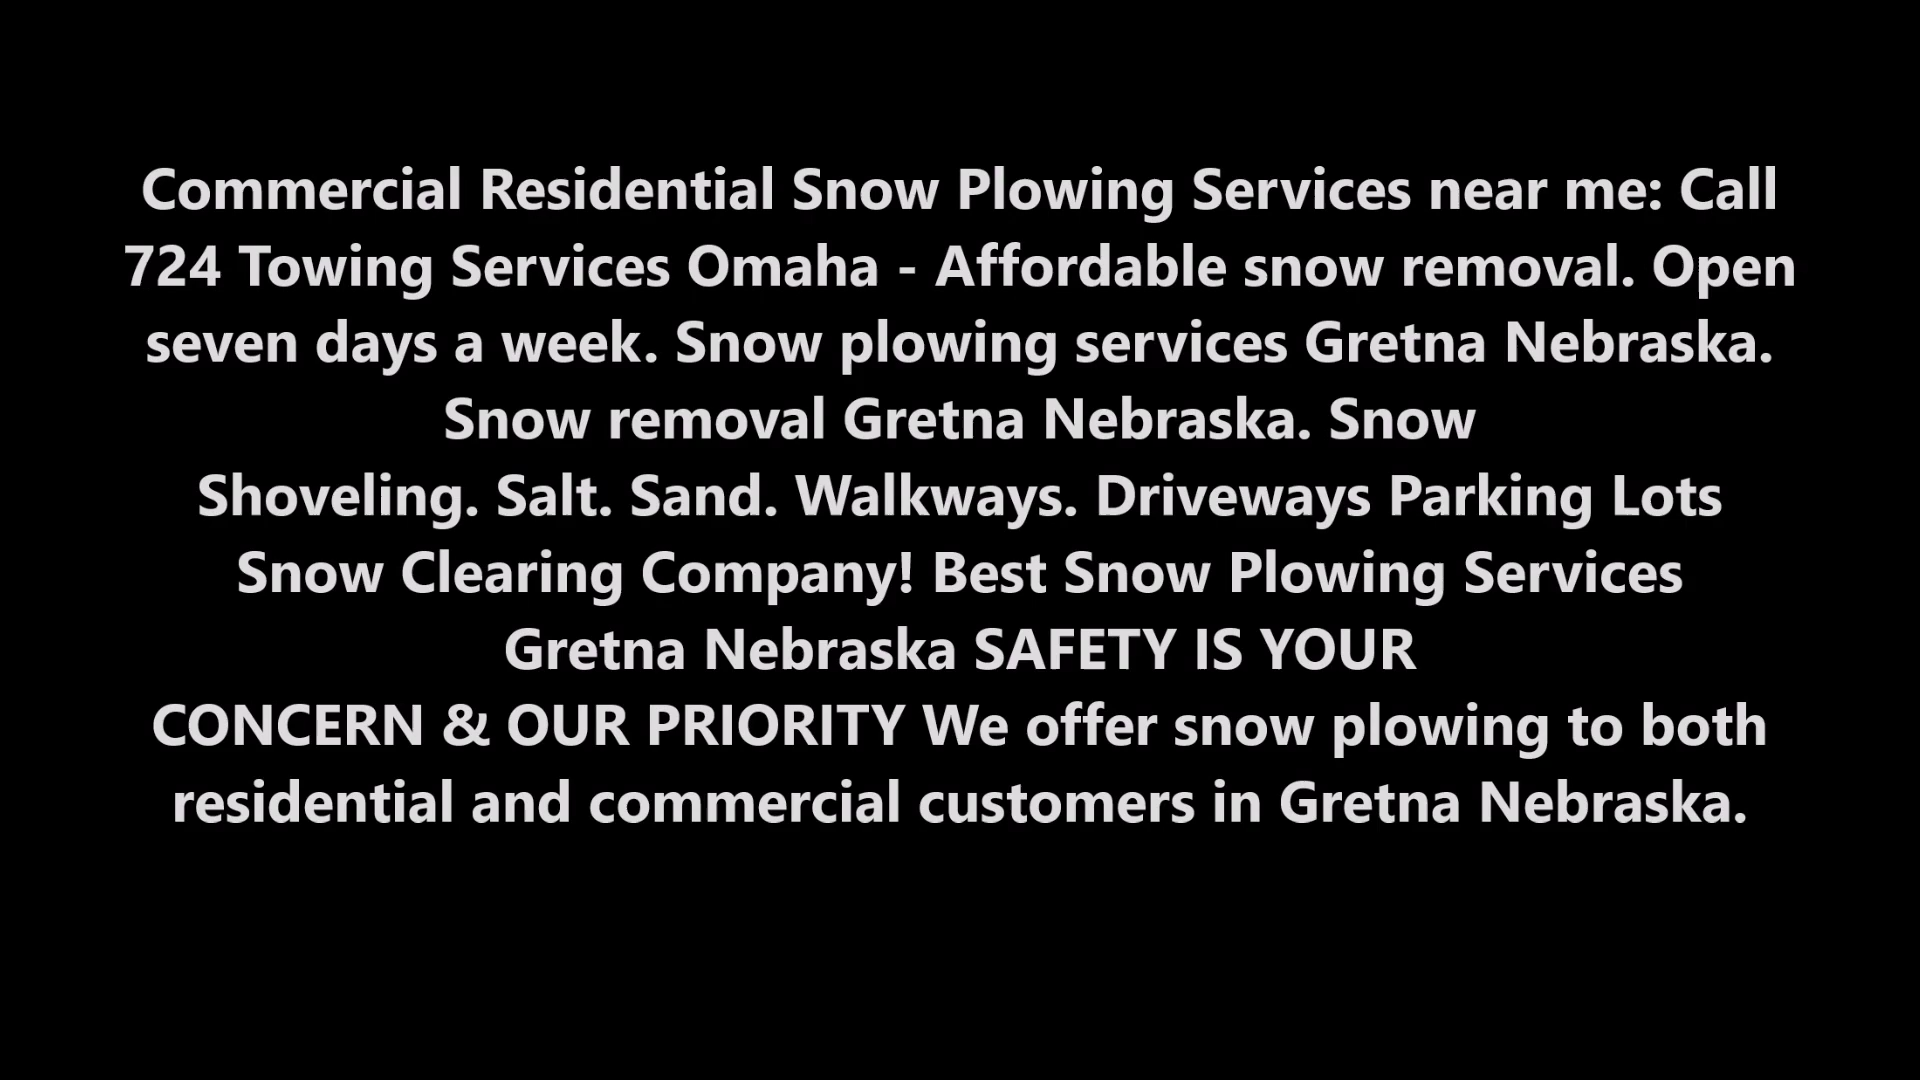 Commercial Residential Snow Plowing Services near me: Call
724 Towing Services Omaha - Affordable snow removal. Open
seven days a week. Snow plowing services Gretna Nebraska.
Snow removal Gretna Nebraska. Snow
Shoveling. Salt. Sand. Walkways. Driveways Parking Lots
Snow Clearing Company! Best Snow Plowing Services
Gretna Nebraska SAFETY IS YOUR
CONCERN & OUR PRIORITY We offer snow plowing to both
residential and commercial customers in Gretna Nebraska.